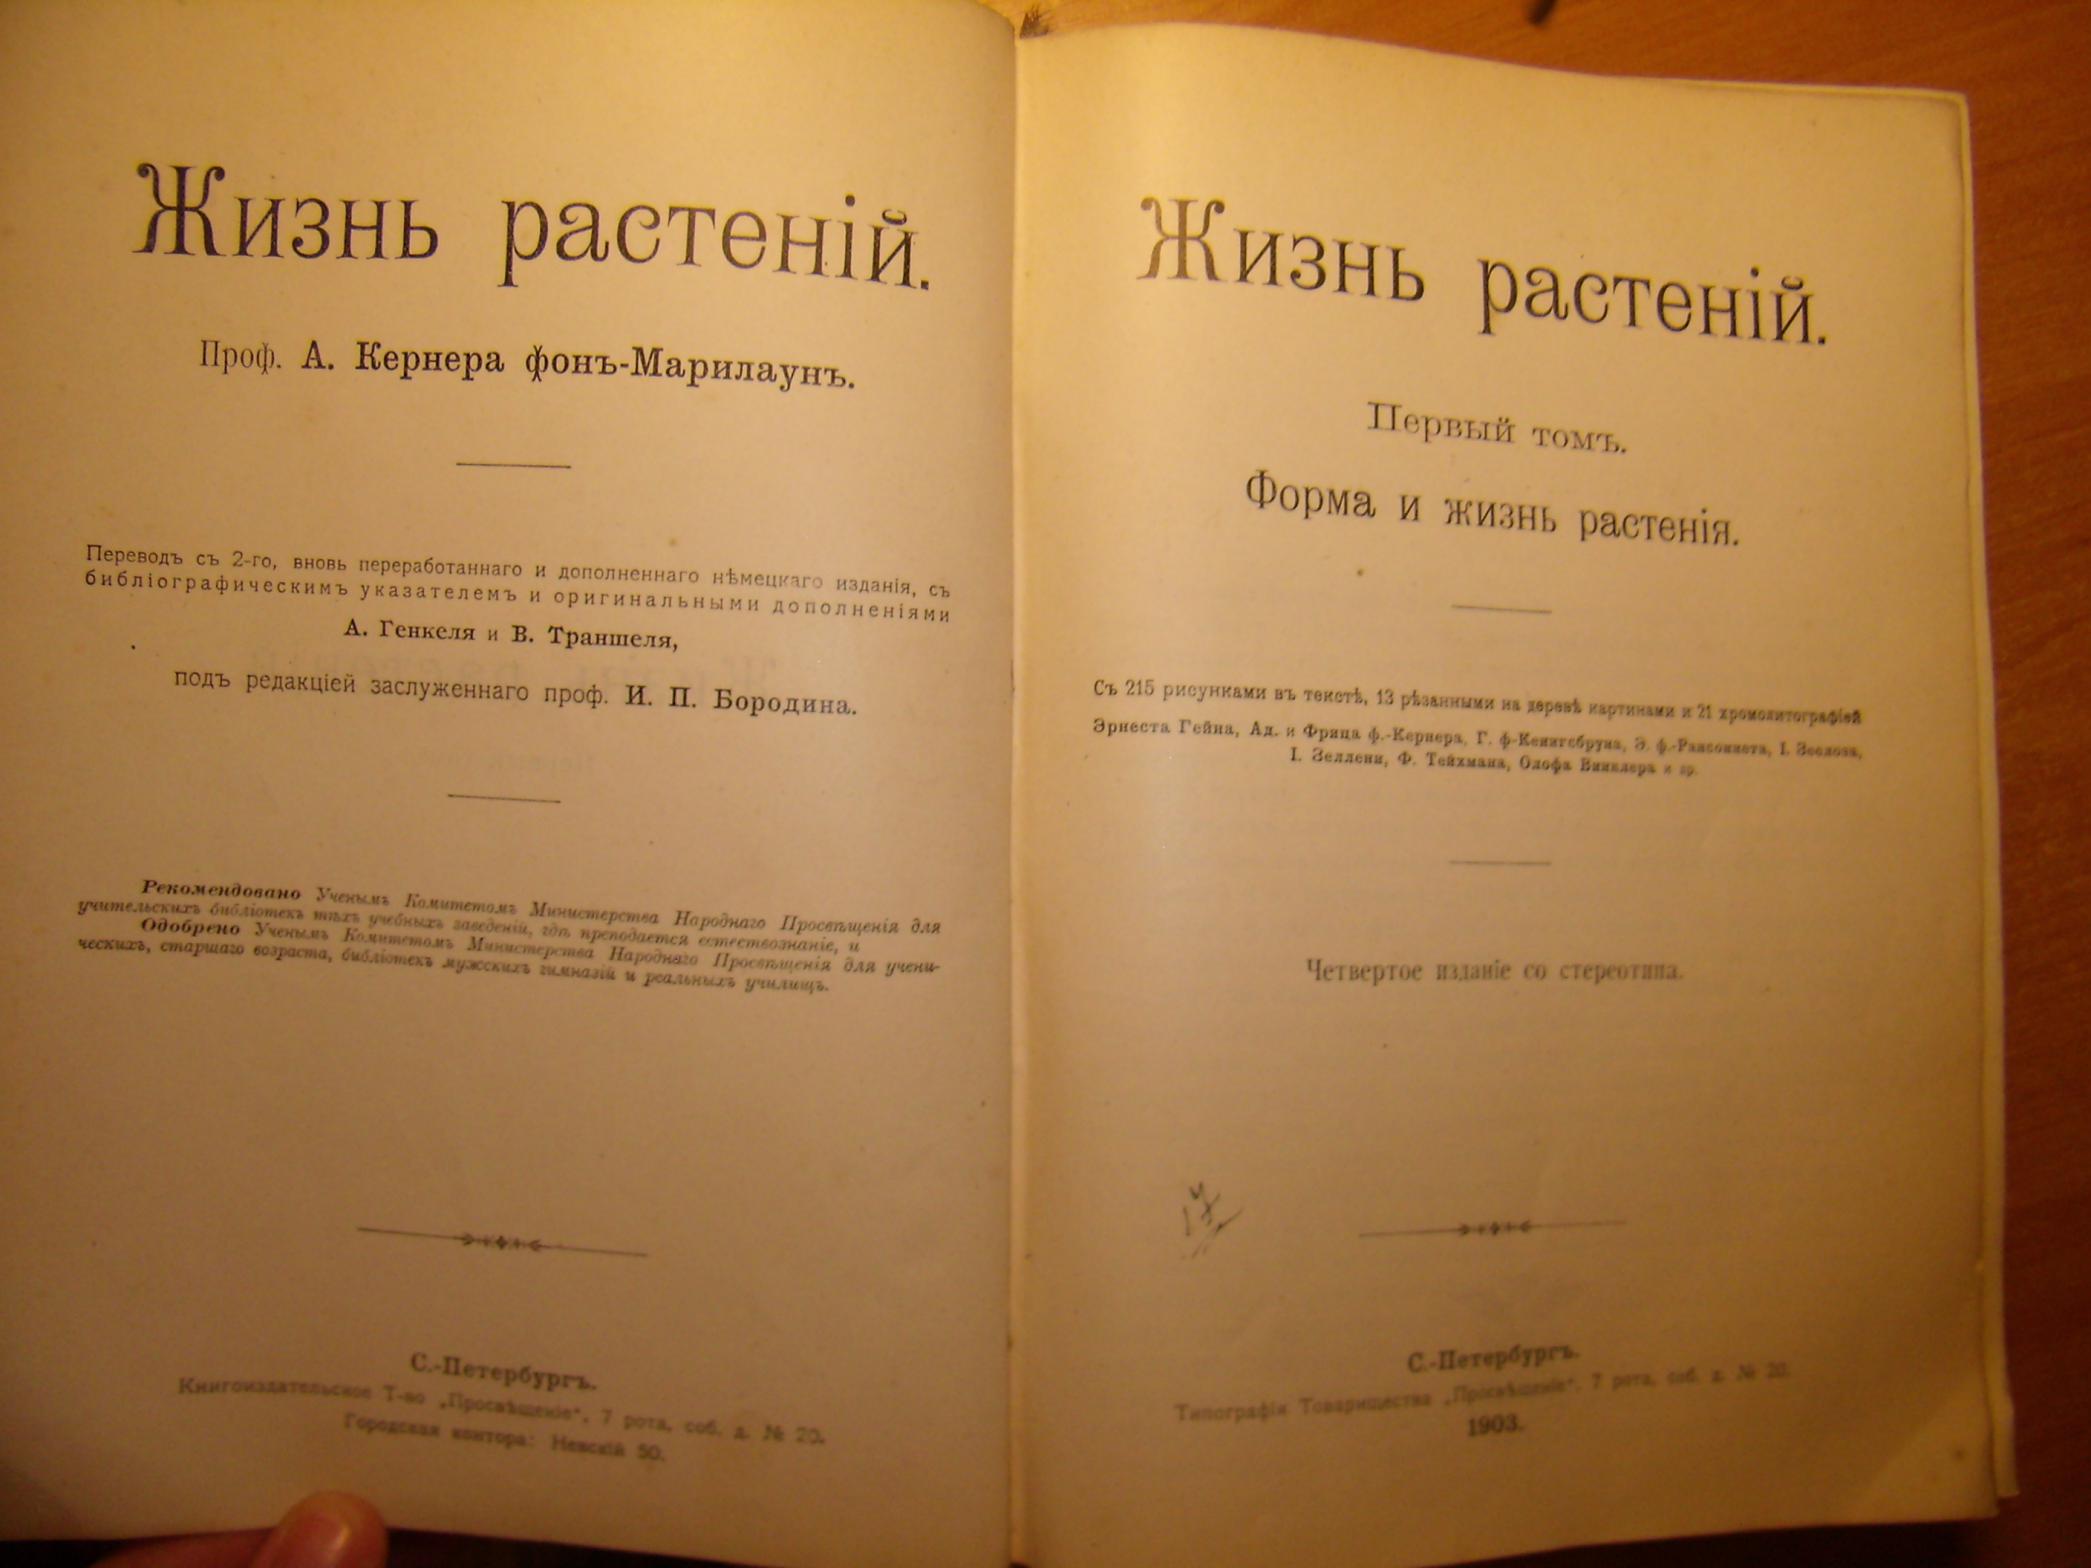 Жизнь растеній.
Проф. А. Кернера фонъ-Марилаунъ.
Переводъ съ 2-го, вновь переработаннаго и дополненнаго нѣмецкаго изданія, съ
библіографическимъ указателемъ и оригинальными дополненіями
А. Генкеля и В. Траншеля,
подъ редакціей заслуженнаго проф. И. П. Бородина.
Рекомендовано Ученымъ Комитетомъ Министерства Народнаго Просвѣщенія для
учительскихъ библіотекъ тѣхъ учебныхъ заведеній, гдѣ преподается естествознаніе, и
Одобрено Ученымъ Комитетомъ Министерства Народнаго Просвѣщенія для учени-
ческихъ, старшаго возраста, библіотекъ мужскихъ гимназій и реальныхъ училищъ.
С.-Петербургъ.
Книгоиздательское Т-во „Просвѣщеніе“, 7 рота, соб. д. № 20.
Городская контора: Невскій 50.
Жизнь растеній.
Первый томъ.
Форма и жизнь растенія.
Съ 215 рисунками въ текстѣ, 13 рѣзанными на деревѣ картинами и 21 хромолитографіей
Эрнеста Гейна, Ад. и Фрица ф.-Кернера, Г. ф-Кенигсбруна, Э. ф.-Рансоннета, І. Зеелоза,
І. Зеллени, Ф. Тейхмана, Олофа Винклера и др.
Четвертое изданіе со стереотипа.
С.-Петербургъ.
Типографія Товарищества „Просвѣщеніе“, 7 рота, соб. д. № 20.
1903.